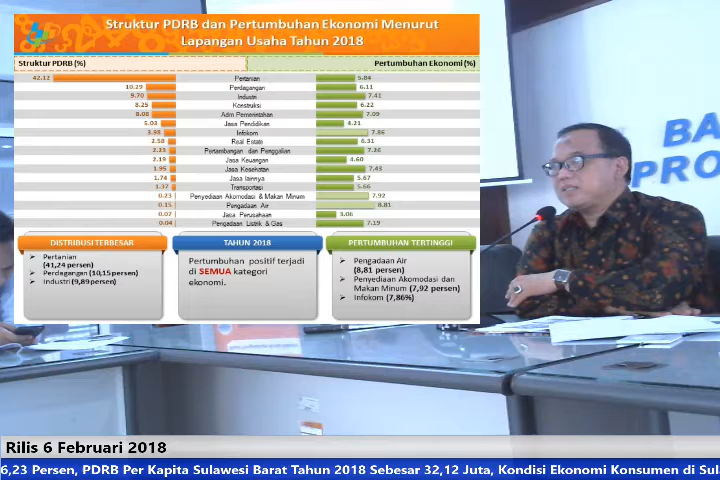 Struktur PDRB dan Pertumbuhan Ekonomi Menurut
Lapangan Usaha Tahun 2018
Struktur PDRB (%)
Pertumbuhan Ekonomi (%)
42.12 Pertanian 5.84
10.29 Perdagangan 6.11
9.70 Industri 7.41
8.25 Konstruksi 6.22
8.08 Adm Pemerintahan 7.09
5.03 Jasa Pendidikan 4.21
3.98 Infokom 7.86
2.58 Real Estate 6.31
2.23 Pertambangan dan Penggalian 7.26
2.19 Jasa Keuangan 4.60
1.95 Jasa Kesehatan 7.43
1.74 Jasa lainnya 5.67
1.37 Transportasi 5.66
0.23 Penyediaan Akomodasi & Makan Minum 7.92
0.15 Pengadaan Air 8.81
0.07 Jasa Perusahaan 3.06
0.04 Pengadaan Listrik & Gas 7.19
DISTRIBUSI TERBESAR
Pertanian
(41,24 persen)
Perdagangan (10,15 persen)
Industri (9,89 persen)
TAHUN 2018
Pertumbuhan positif terjadi
di SEMUA kategori
ekonomi.
PERTUMBUHAN TERTINGGI
Pengadaan Air
(8,81 persen)
Penyediaan Akomodasi dan
Makan Minum (7,92 persen)
Infokom (7,86%)
BA
PRO
Rilis 6 Februari 2018
6,23 Persen, PDRB Per Kapita Sulawesi Barat Tahun 2018 Sebesar 32,12 Juta, Kondisi Ekonomi Konsumen di Sul